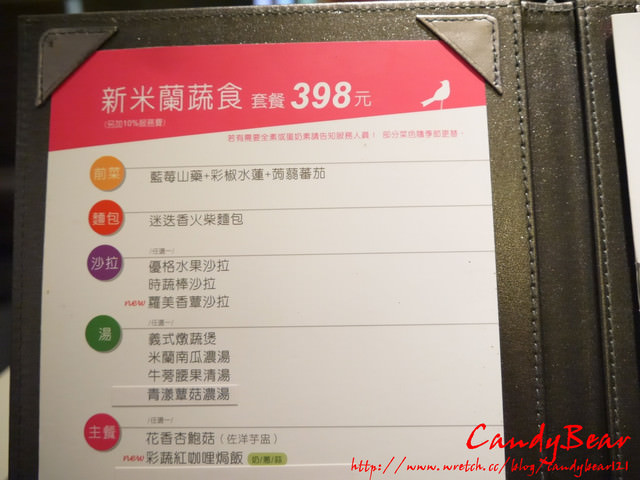 新米蘭蔬食 套餐 398元
(另加10%服務費)
若有需要全素或蛋奶素請告知服務人員! 部分菜色隨季節更替。
前菜 藍莓山藥+彩椒水蓮+蒟蒻蕃茄
麵包 迷迭香火柴麵包
/任選一/
沙拉 優格水果沙拉
時蔬棒沙拉
new 蘿美香蕈沙拉
/任選一/
湯 義式燉蔬煲
米蘭南瓜濃湯
牛蒡腰果清湯
青漾蕈菇濃湯
/任選一/
主餐 花香杏鮑菇(佐洋芋盅)
new 彩蔬紅咖哩焗飯
CandyBear
http://www.wretch.cc/blog/candybear121